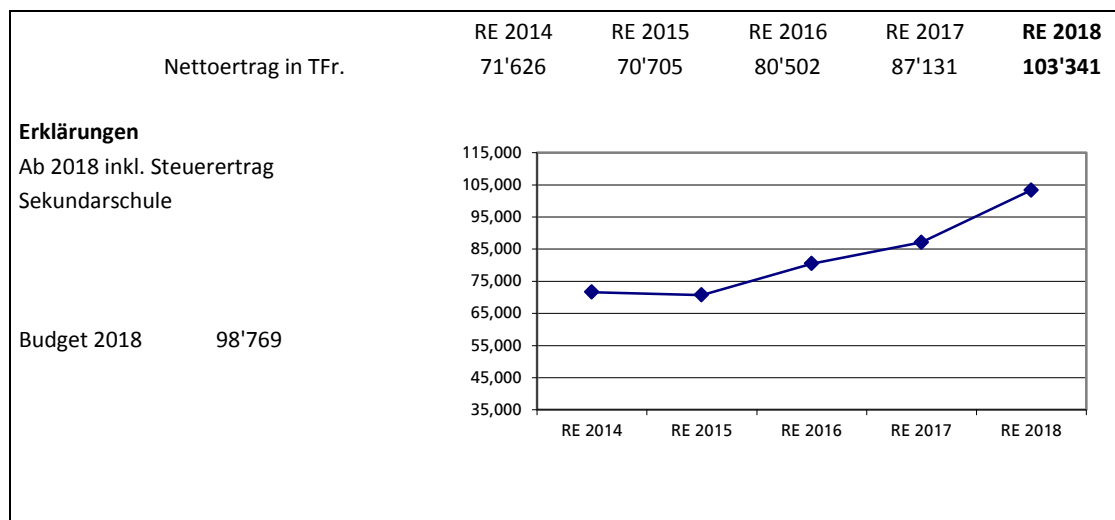 RE 2014 RE 2015 RE 2016 RE 2017 RE 2018
Nettoertrag in TFr. 71'626 70'705 80'502 87'131 103'341
Erklärungen
Ab 2018 inkl. Steuerertrag
Sekundarschule
Budget 2018 98'769
115,000
105,000
95,000
85,000
75,000
65,000
55,000
45,000
35,000
RE 2014 RE 2015 RE 2016 RE 2017 RE 2018